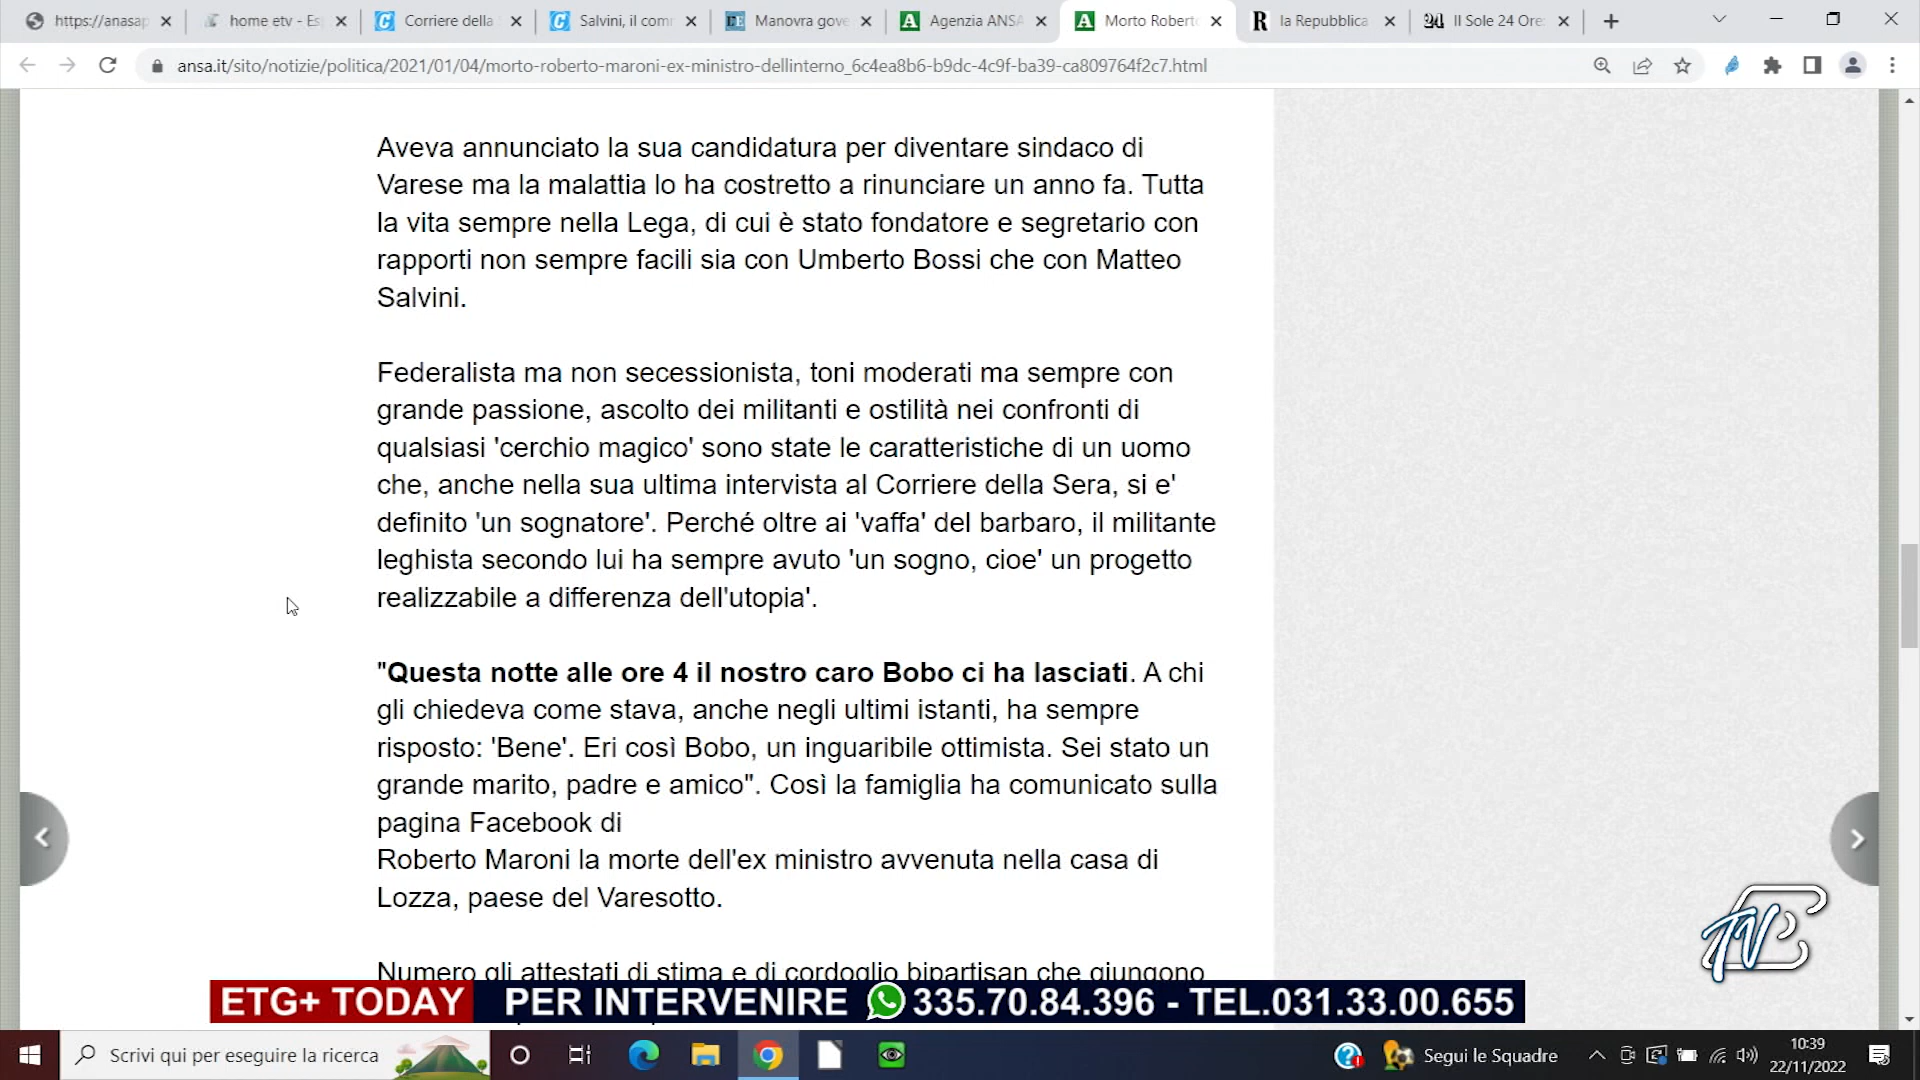 https://anasap
home etv - Es
Corriere della
Salvini, il com
Manovra gove
Agenzia ANSA
Morto Robert
la Repubblica
Il Sole 24 Ore
ansa.it/sito/notizie/politica/2021/01/04/morto-roberto-maroni-ex-ministro-dellinterno_6c4ea8b6-b9dc-4c9f-ba39-ca809764f2c7.html
Aveva annunciato la sua candidatura per diventare sindaco di
Varese ma la malattia lo ha costretto a rinunciare un anno fa. Tutta
la vita sempre nella Lega, di cui è stato fondatore e segretario con
rapporti non sempre facili sia con Umberto Bossi che con Matteo
Salvini.
Federalista ma non secessionista, toni moderati ma sempre con
grande passione, ascolto dei militanti e ostilità nei confronti di
qualsiasi 'cerchio magico' sono state le caratteristiche di un uomo
che, anche nella sua ultima intervista al Corriere della Sera, si e'
definito 'un sognatore'. Perché oltre ai 'vaffa' del barbaro, il militante
leghista secondo lui ha sempre avuto 'un sogno, cioe' un progetto
realizzabile a differenza dell'utopia'.
"Questa notte alle ore 4 il nostro caro Bobo ci ha lasciati. A chi
gli chiedeva come stava, anche negli ultimi istanti, ha sempre
risposto: 'Bene'. Eri così Bobo, un inguaribile ottimista. Sei stato un
grande marito, padre e amico". Così la famiglia ha comunicato sulla
pagina Facebook di
Roberto Maroni la morte dell'ex ministro avvenuta nella casa di
Lozza, paese del Varesotto.
Numero gli attestati di stima e di cordoglio bipartisan che giungono
ETG+ TODAY PER INTERVENIRE 335.70.84.396 - TEL.031.33.00.655
Scrivi qui per eseguire la ricerca
Segui le Squadre
10:39
22/11/2022